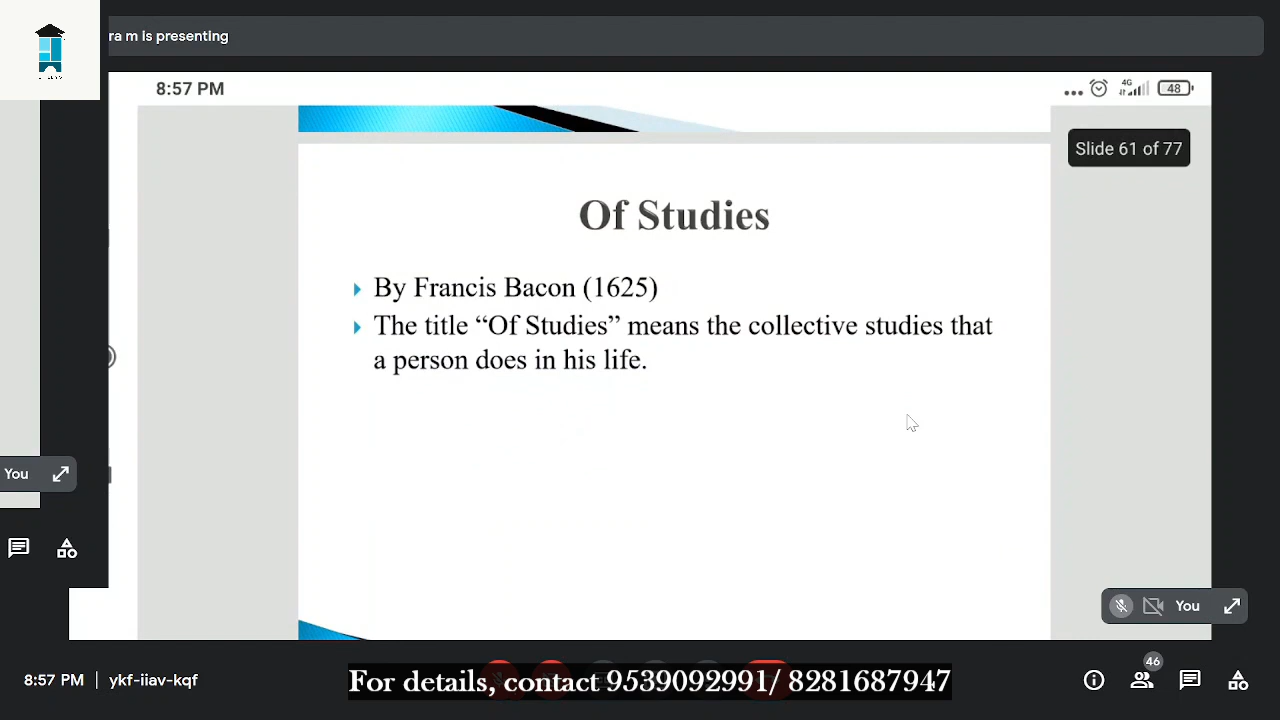 ra m is presenting
8:57 PM
4G
48
Slide 61 of 77
Of Studies
By Francis Bacon (1625)
The title “Of Studies” means the collective studies that
a person does in his life.
You
You
46
8:57 PM | ykf-iiav-kqf
For details, contact 9539092991/ 8281687947